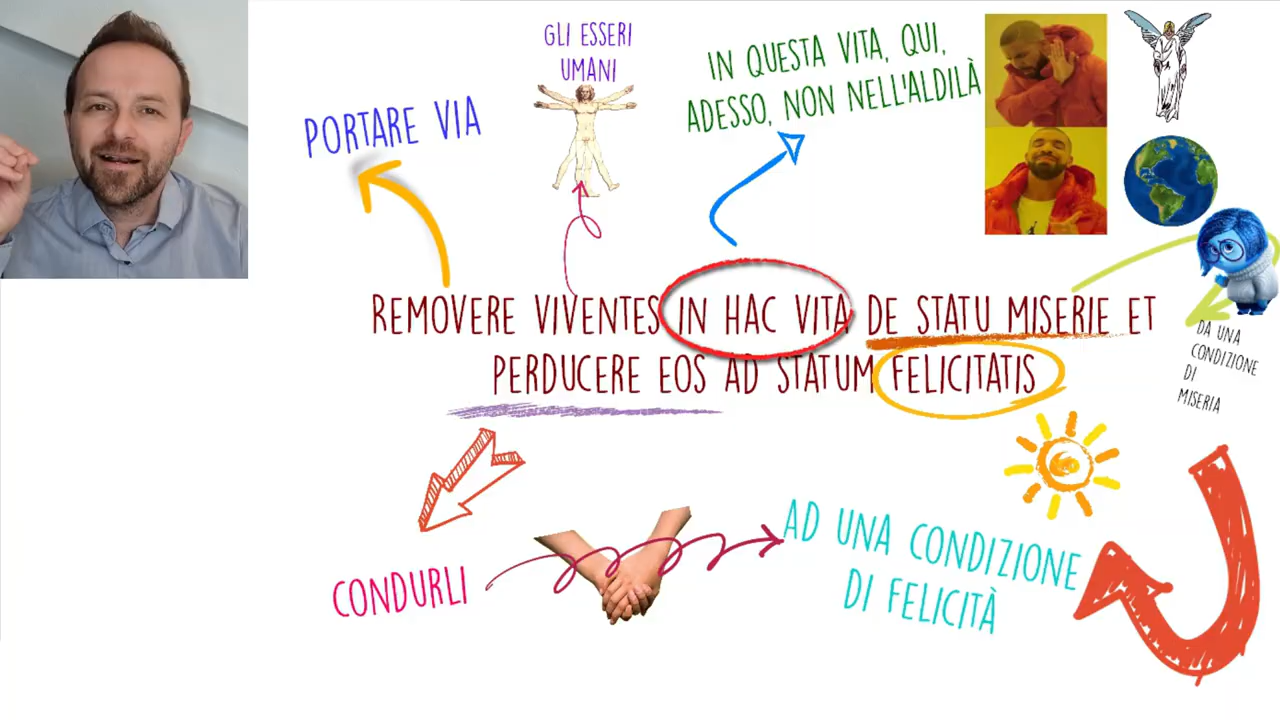 GLI ESSERI
UMANI
IN QUESTA VITA, QUI,
ADESSO, NON NELL'ALDILÀ
PORTARE VIA
REMOVERE VIVENTES IN HAC VITA DE STATU MISERIE ET
PERDUCERE EOS AD STATUM FELICITATIS
DA UNA
CONDIZIONE
DI
MISERIA
CONDURLI
AD UNA CONDIZIONE
DI FELICITÀ